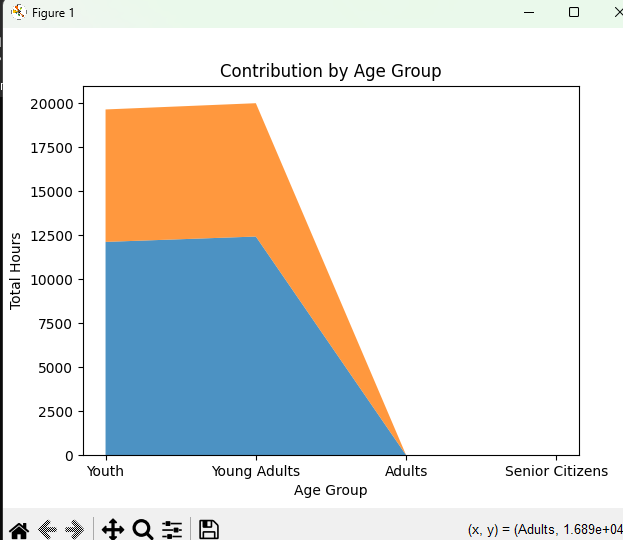 Figure 1
Contribution by Age Group
20000
17500
15000
12500
10000
7500
5000
2500
0
Total Hours
Youth Young Adults Adults Senior Citizens
Age Group
(x, y) = (Adults, 1.689e+04